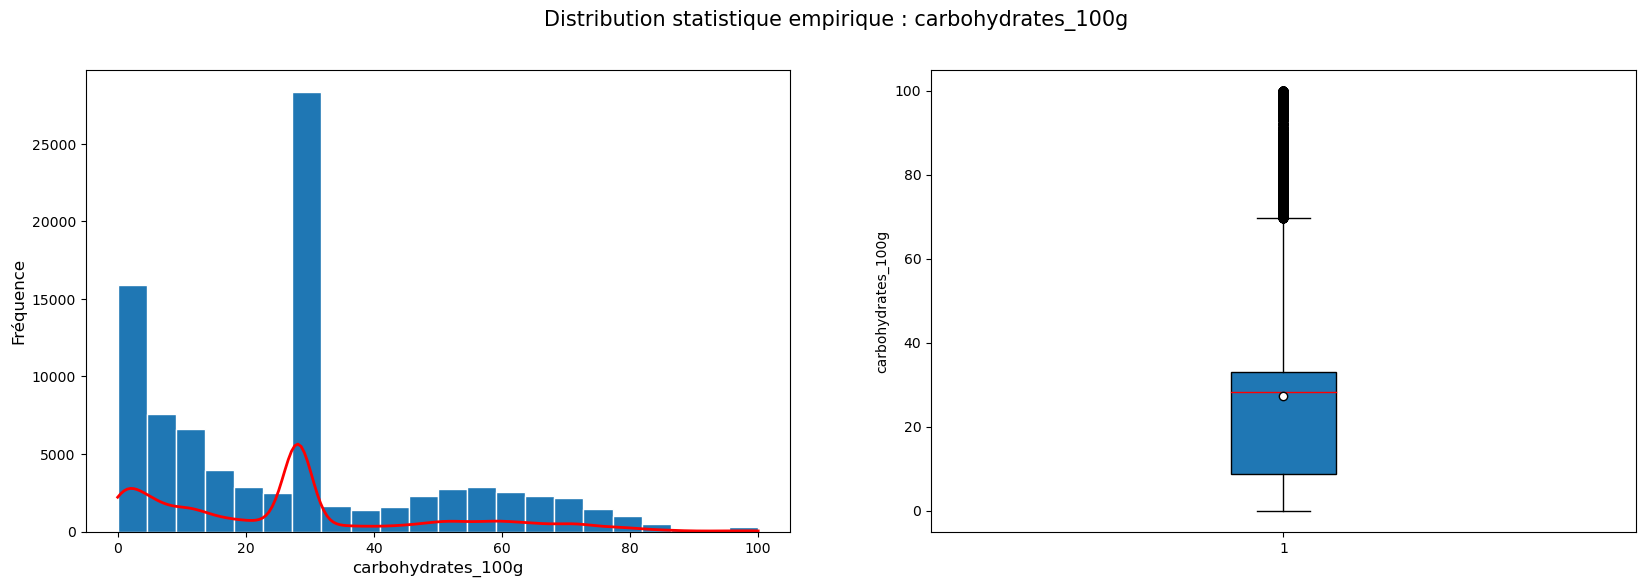 Distribution statistique empirique : carbohydrates_100g
Fréquence
25000
20000
15000
10000
5000
0
0 20 40 60 80 100
carbohydrates_100g
carbohydrates_100g
100
80
60
40
20
0
1